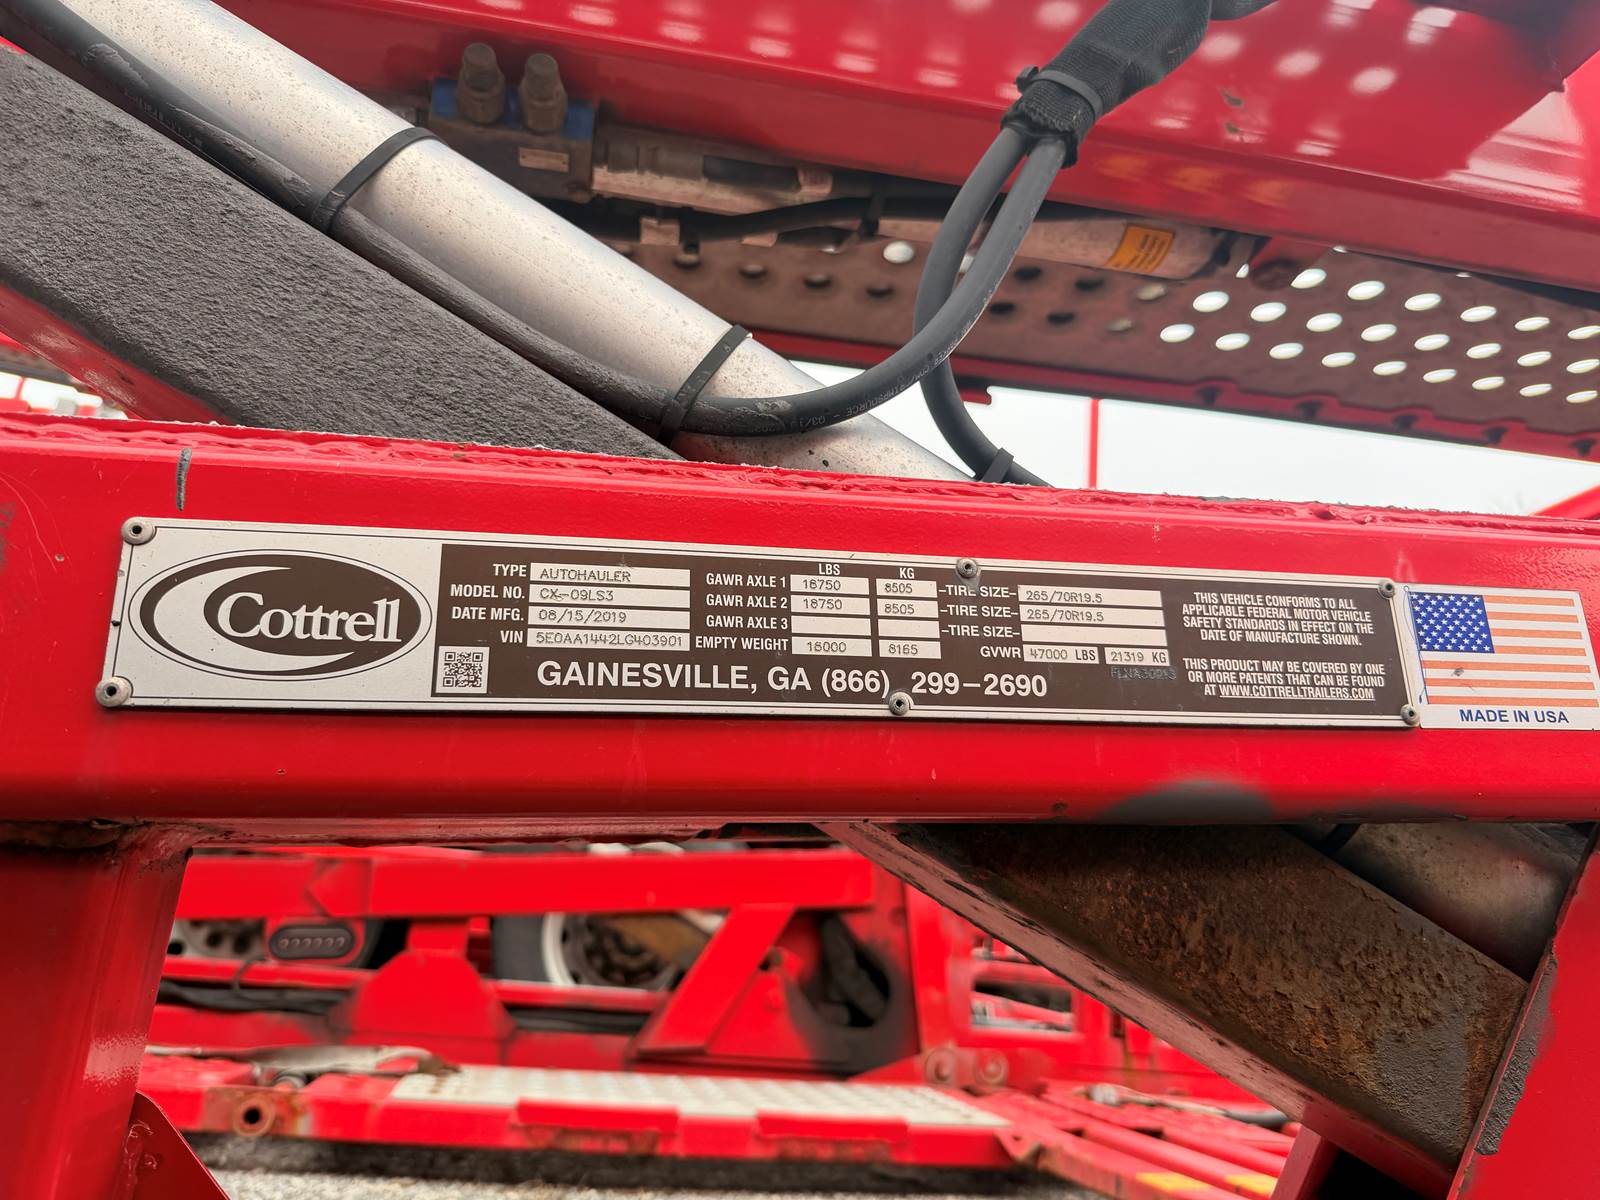 Cottrell
TYPE AUTOHAULER
MODEL NO. CX-09LS3
DATE MFG. 08/15/2019
VIN 5E0AA1442LG403901
LBS KG
GAWR AXLE 1 18750 8505 -TIRE SIZE- 265/70R19.5
GAWR AXLE 2 18750 8505 -TIRE SIZE- 265/70R19.5
GAWR AXLE 3 -TIRE SIZE-
EMPTY WEIGHT 18000 8165 GVWR 47000 LBS 21319 KG
GAINESVILLE, GA (866) 299-2690
THIS VEHICLE CONFORMS TO ALL
APPLICABLE FEDERAL MOTOR VEHICLE
SAFETY STANDARDS IN EFFECT ON THE
DATE OF MANUFACTURE SHOWN.
THIS PRODUCT MAY BE COVERED BY ONE
OR MORE PATENTS THAT CAN BE FOUND
AT WWW.COTTRELLTRAILERS.COM
MADE IN USA